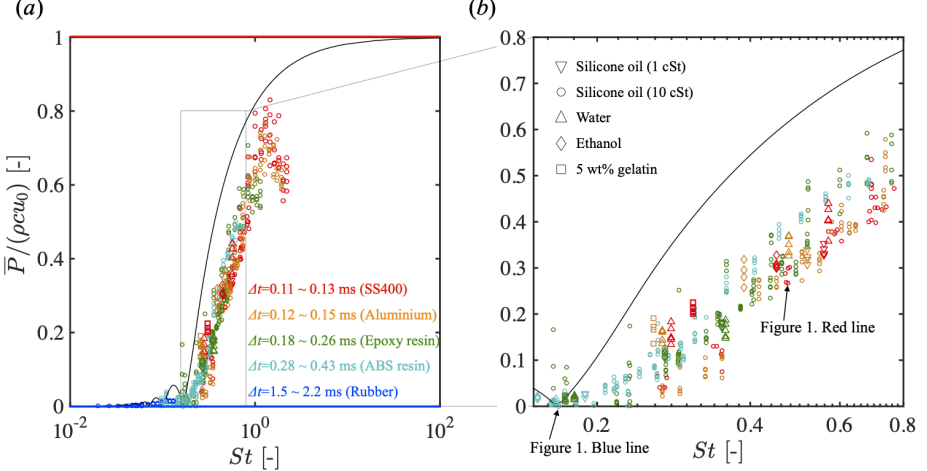 (a)
(b)
P̅/(ρcu₀) [-]
1
0.8
0.6
0.4
0.2
0
Δt=0.11 ~ 0.13 ms (SS400)
Δt=0.12 ~ 0.15 ms (Aluminium)
Δt=0.18 ~ 0.26 ms (Epoxy resin)
Δt=0.28 ~ 0.43 ms (ABS resin)
Δt=1.5 ~ 2.2 ms (Rubber)
10⁻² 10⁰ 10²
St [-]
0.8
0.7
0.6
0.5
0.4
0.3
0.2
0.1
0
Silicone oil (1 cSt)
Silicone oil (10 cSt)
Water
Ethanol
5 wt% gelatin
Figure 1. Red line
0.2 0.4 0.6 0.8
Figure 1. Blue line
St [-]